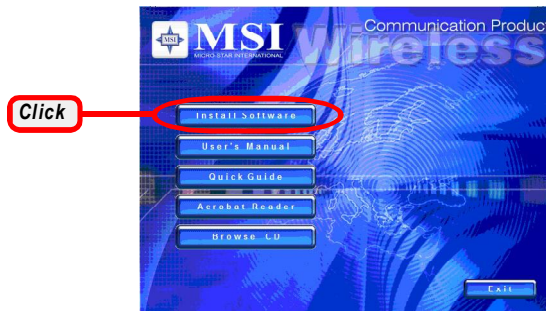 MSI
MSI
MICRO-STAR INTERNATIONAL
Communication Product
Wireless
Click
Install Software
User's Manual
Quick Guide
Acrobat Reader
Browse CD
Exit